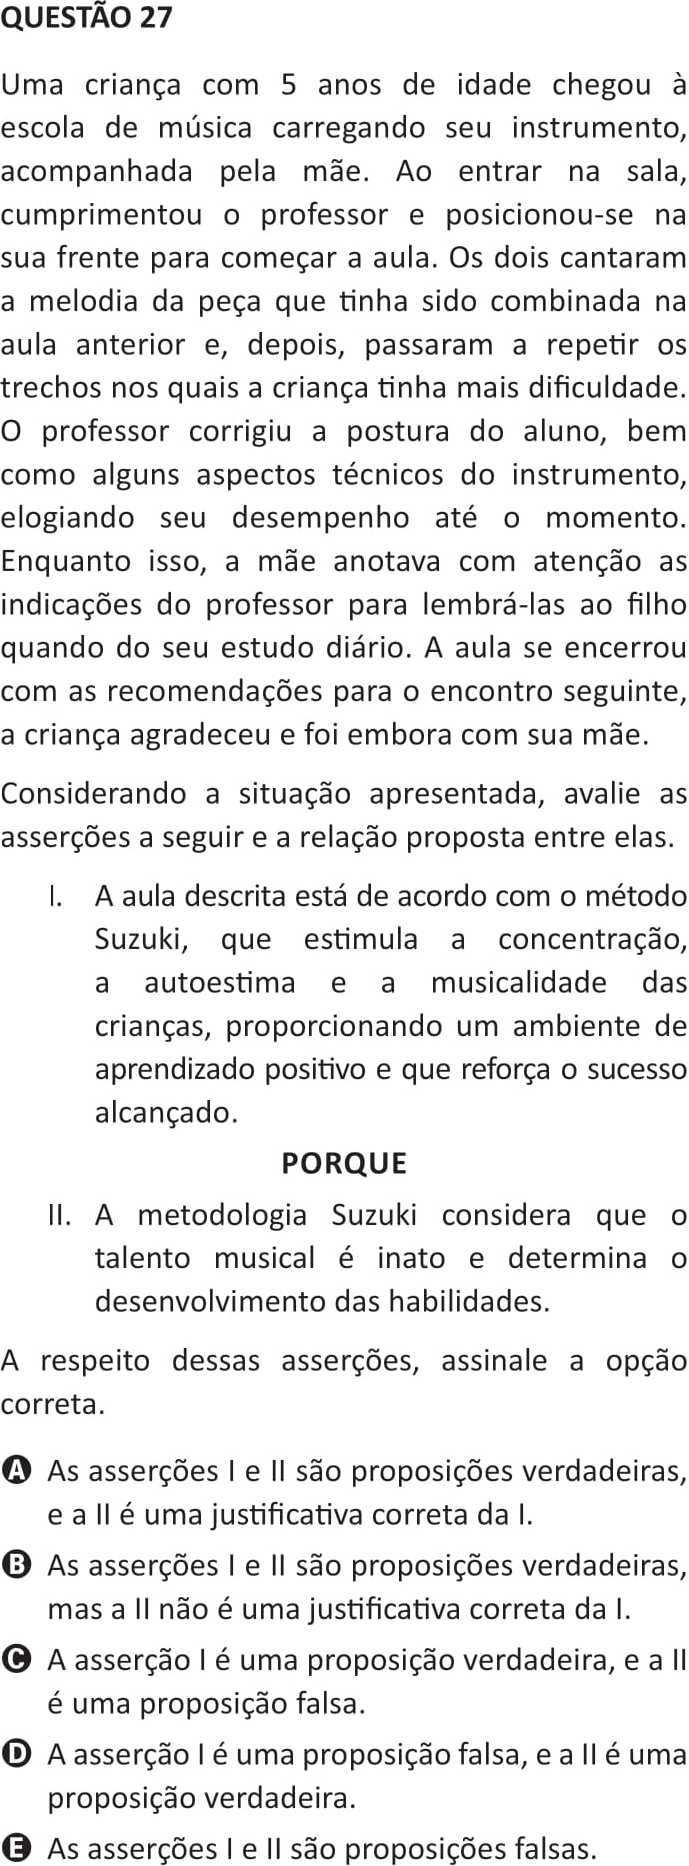 QUESTÃO 27
Uma criança com 5 anos de idade chegou à
escola de música carregando seu instrumento,
acompanhada pela mãe. Ao entrar na sala,
cumprimentou o professor e posicionou-se na
sua frente para começar a aula. Os dois cantaram
a melodia da peça que tinha sido combinada na
aula anterior e, depois, passaram a repetir os
trechos nos quais a criança tinha mais dificuldade.
O professor corrigiu a postura do aluno, bem
como alguns aspectos técnicos do instrumento,
elogiando seu desempenho até o momento.
Enquanto isso, a mãe anotava com atenção as
indicações do professor para lembrá-las ao filho
quando do seu estudo diário. A aula se encerrou
com as recomendações para o encontro seguinte,
a criança agradeceu e foi embora com sua mãe.
Considerando a situação apresentada, avalie as
asserções a seguir e a relação proposta entre elas.
I. A aula descrita está de acordo com o método
Suzuki, que estimula a concentração,
a autoestima e a musicalidade das
crianças, proporcionando um ambiente de
aprendizado positivo e que reforça o sucesso
alcançado.
PORQUE
II. A metodologia Suzuki considera que o
talento musical é inato e determina o
desenvolvimento das habilidades.
A respeito dessas asserções, assinale a opção
correta.
A As asserções I e II são proposições verdadeiras,
e a II é uma justificativa correta da I.
B As asserções I e II são proposições verdadeiras,
mas a II não é uma justificativa correta da I.
C A asserção I é uma proposição verdadeira, e a II
é uma proposição falsa.
D A asserção I é uma proposição falsa, e a II é uma
proposição verdadeira.
E As asserções I e II são proposições falsas.